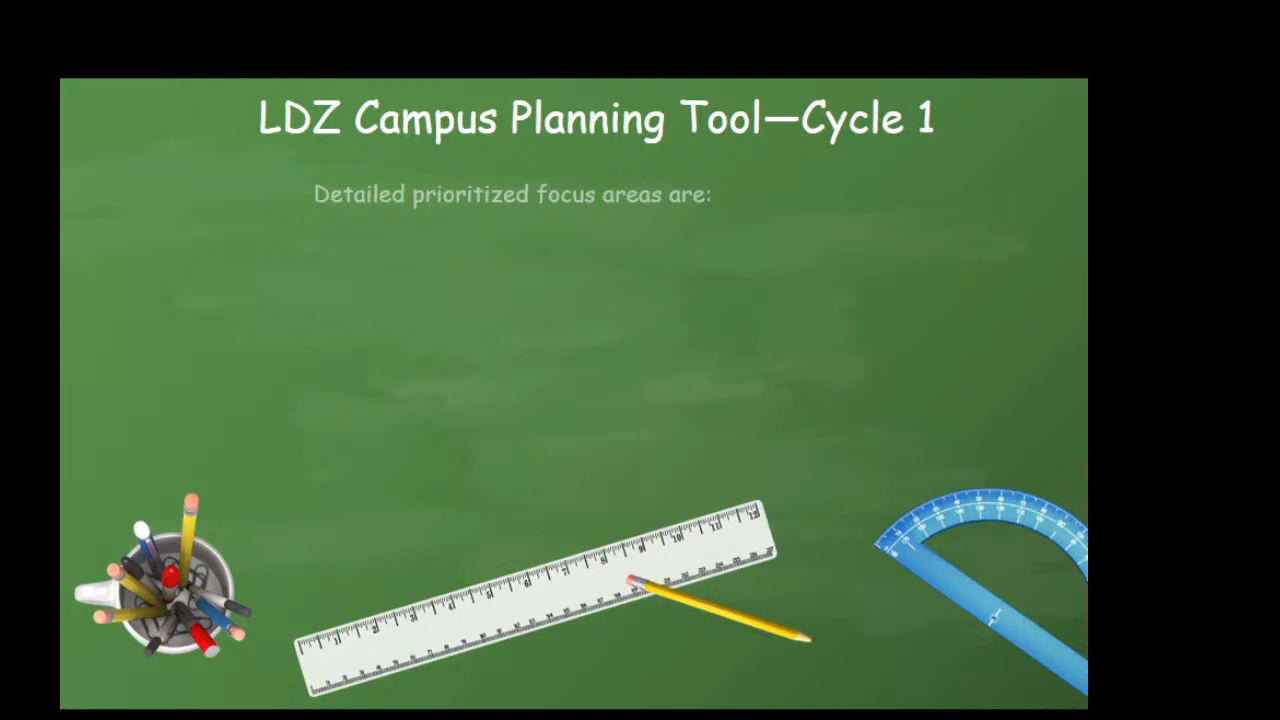 LDZ Campus Planning Tool—Cycle 1
Detailed prioritized focus areas are: